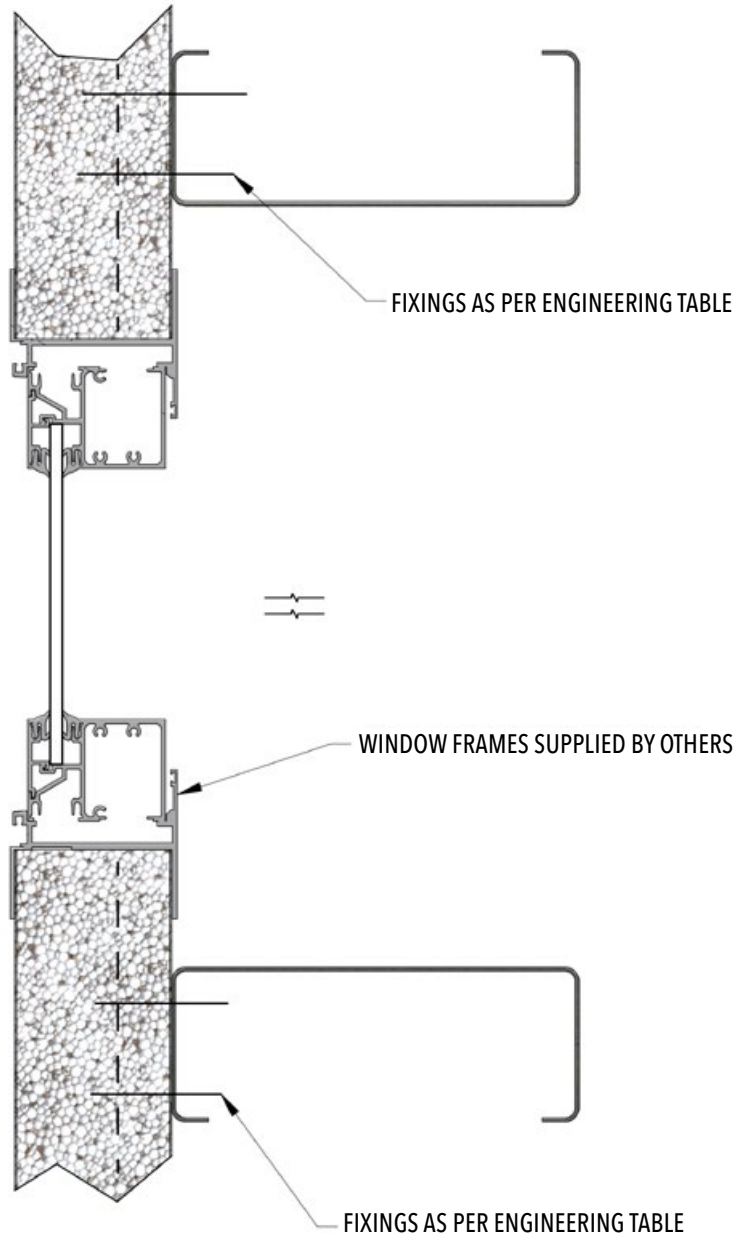 FIXINGS AS PER ENGINEERING TABLE
WINDOW FRAMES SUPPLIED BY OTHERS
FIXINGS AS PER ENGINEERING TABLE